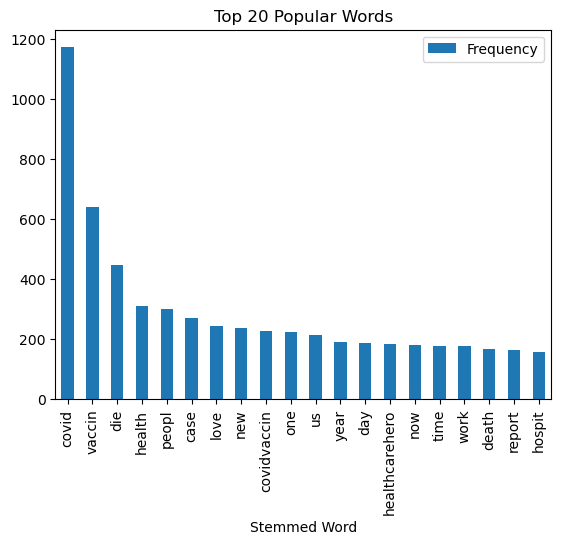 Top 20 Popular Words
Frequency
1200
1000
800
600
400
200
0
covid
vaccin
die
health
peopl
case
love
new
covidvaccin
one
us
year
day
healthcarehero
now
time
work
death
report
hospit
Stemmed Word